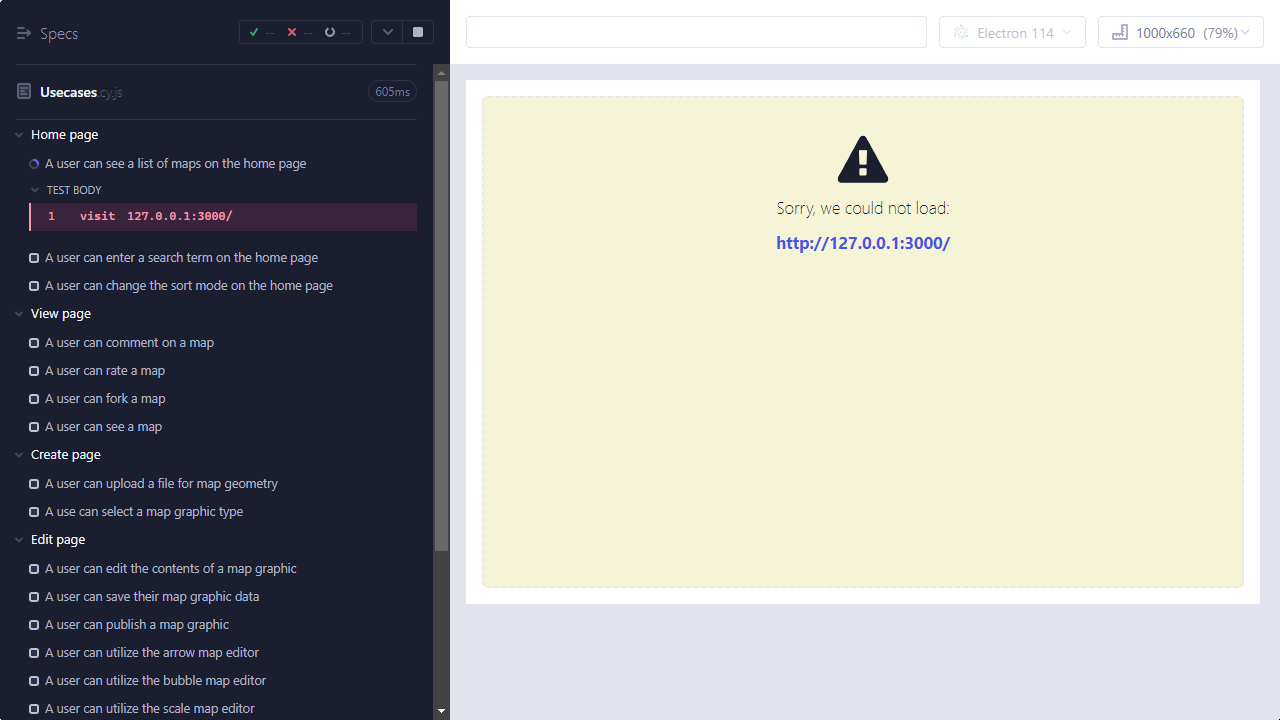 Specs
-- -- --
Electron 114
1000x660 (79%)
Usecases.cy.js
605ms
Home page
A user can see a list of maps on the home page
TEST BODY
1 visit 127.0.0.1:3000/
A user can enter a search term on the home page
A user can change the sort mode on the home page
View page
A user can comment on a map
A user can rate a map
A user can fork a map
A user can see a map
Create page
A user can upload a file for map geometry
A use can select a map graphic type
Edit page
A user can edit the contents of a map graphic
A user can save their map graphic data
A user can publish a map graphic
A user can utilize the arrow map editor
A user can utilize the bubble map editor
A user can utilize the scale map editor
Sorry, we could not load:
http://127.0.0.1:3000/